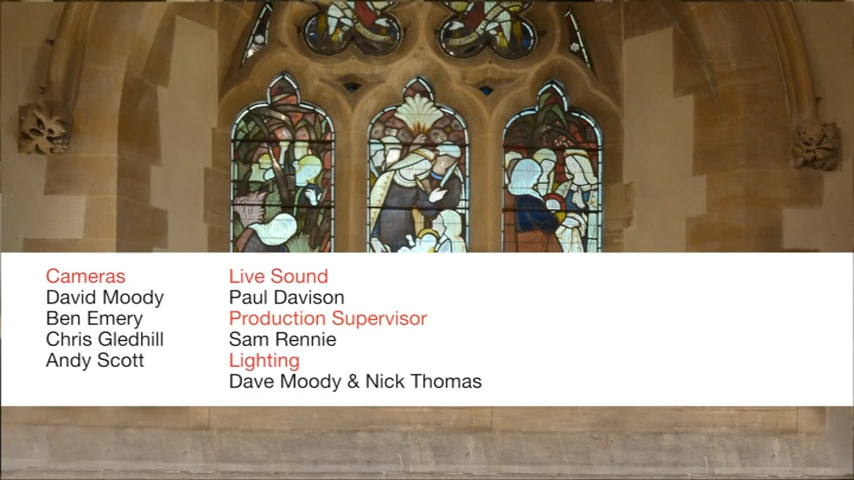 Cameras
David Moody
Ben Emery
Chris Gledhill
Andy Scott
Live Sound
Paul Davison
Production Supervisor
Sam Rennie
Lighting
Dave Moody & Nick Thomas